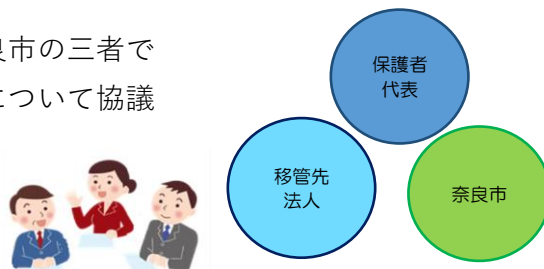 良市の三者で
について協議
保護者
代表
移管先
法人
奈良市